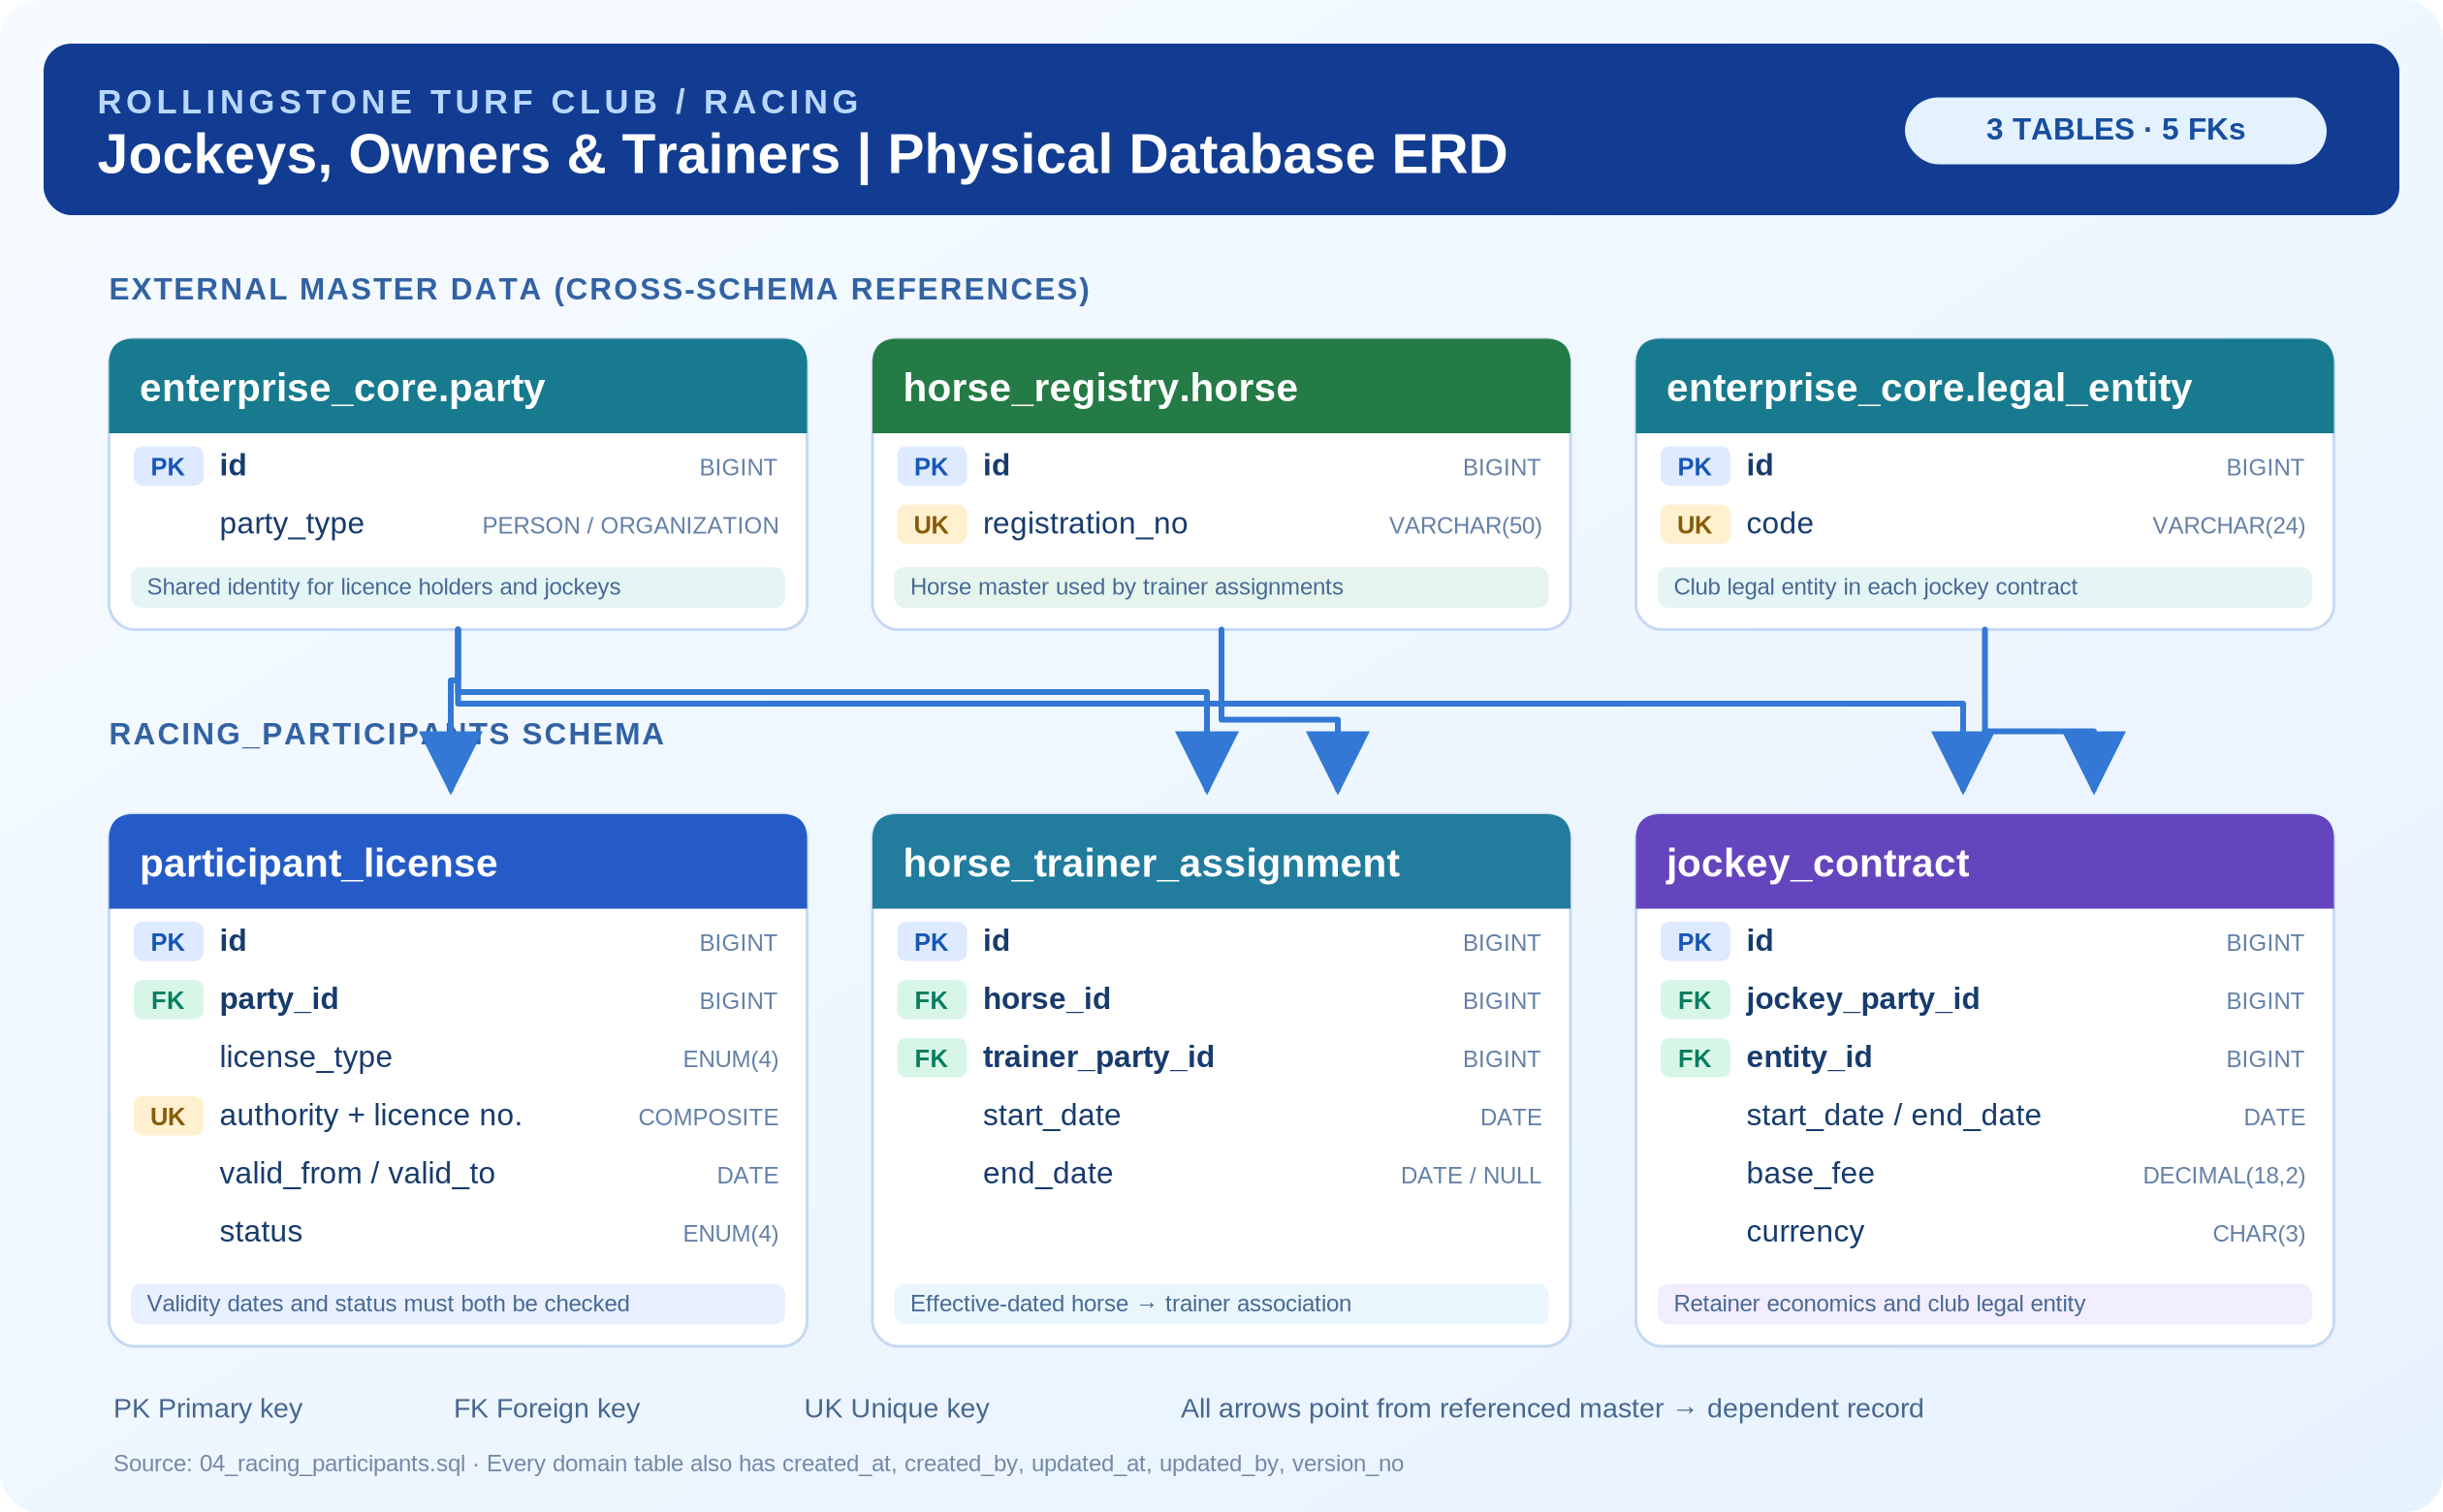 ROLLINGSTONE TURF CLUB / RACING
Jockeys, Owners & Trainers | Physical Database ERD
3 TABLES · 5 FKs
EXTERNAL MASTER DATA (CROSS-SCHEMA REFERENCES)
enterprise_core.party
PK id BIGINT
party_type PERSON / ORGANIZATION
Shared identity for licence holders and jockeys
horse_registry.horse
PK id BIGINT
UK registration_no VARCHAR(50)
Horse master used by trainer assignments
enterprise_core.legal_entity
PK id BIGINT
UK code VARCHAR(24)
Club legal entity in each jockey contract
RACING_PARTICIPANTS SCHEMA
participant_license
PK id BIGINT
FK party_id BIGINT
license_type ENUM(4)
UK authority + licence no. COMPOSITE
valid_from / valid_to DATE
status ENUM(4)
Validity dates and status must both be checked
horse_trainer_assignment
PK id BIGINT
FK horse_id BIGINT
FK trainer_party_id BIGINT
start_date DATE
end_date DATE / NULL
Effective-dated horse → trainer association
jockey_contract
PK id BIGINT
FK jockey_party_id BIGINT
FK entity_id BIGINT
start_date / end_date DATE
base_fee DECIMAL(18,2)
currency CHAR(3)
Retainer economics and club legal entity
PK Primary key FK Foreign key UK Unique key All arrows point from referenced master → dependent record
Source: 04_racing_participants.sql · Every domain table also has created_at, created_by, updated_at, updated_by, version_no